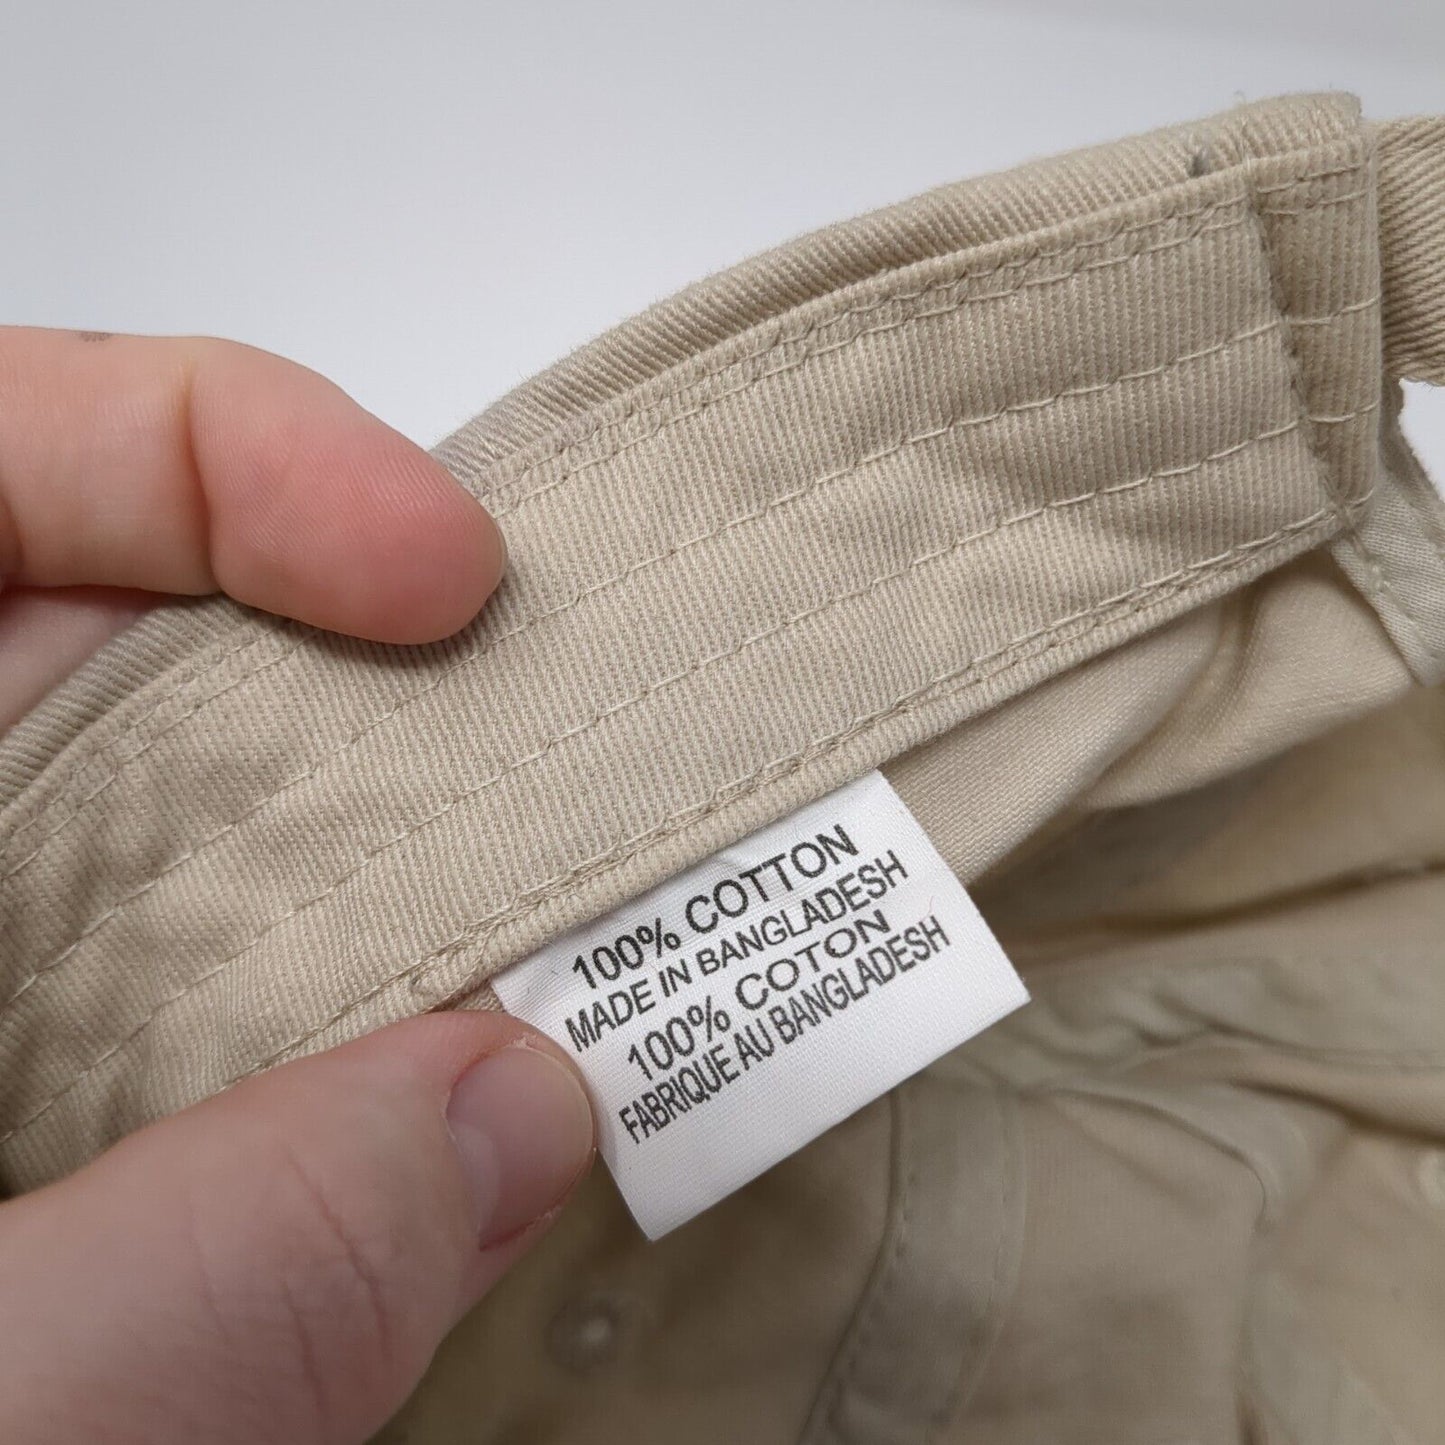 100% COTTON
MADE IN BANGLADESH
100% COTON
FABRIQUE AU BANGLADESH